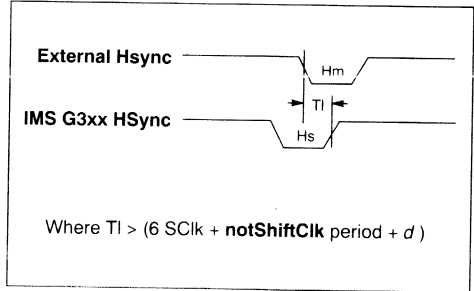 External Hsync
Hm
Tl
IMS G3xx HSync
Hs
Where Tl > (6 SClk + notShiftClk period + d )